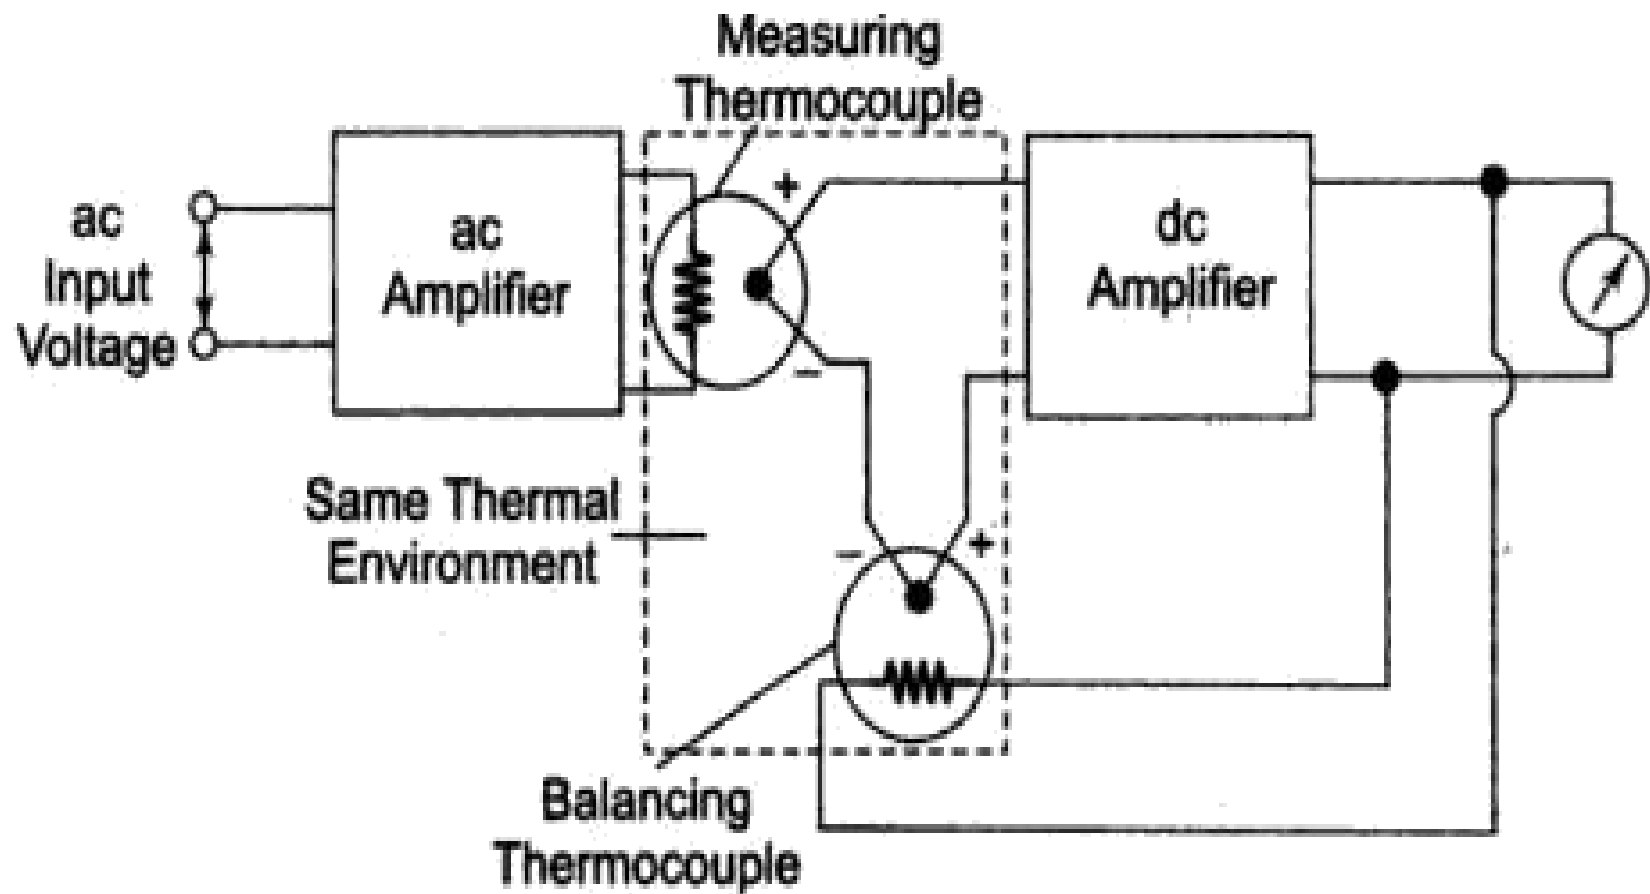 Measuring
Thermocouple
ac
Input
Voltage
ac
Amplifier
+
−
dc
Amplifier
Same Thermal
Environment
−
+
Balancing
Thermocouple